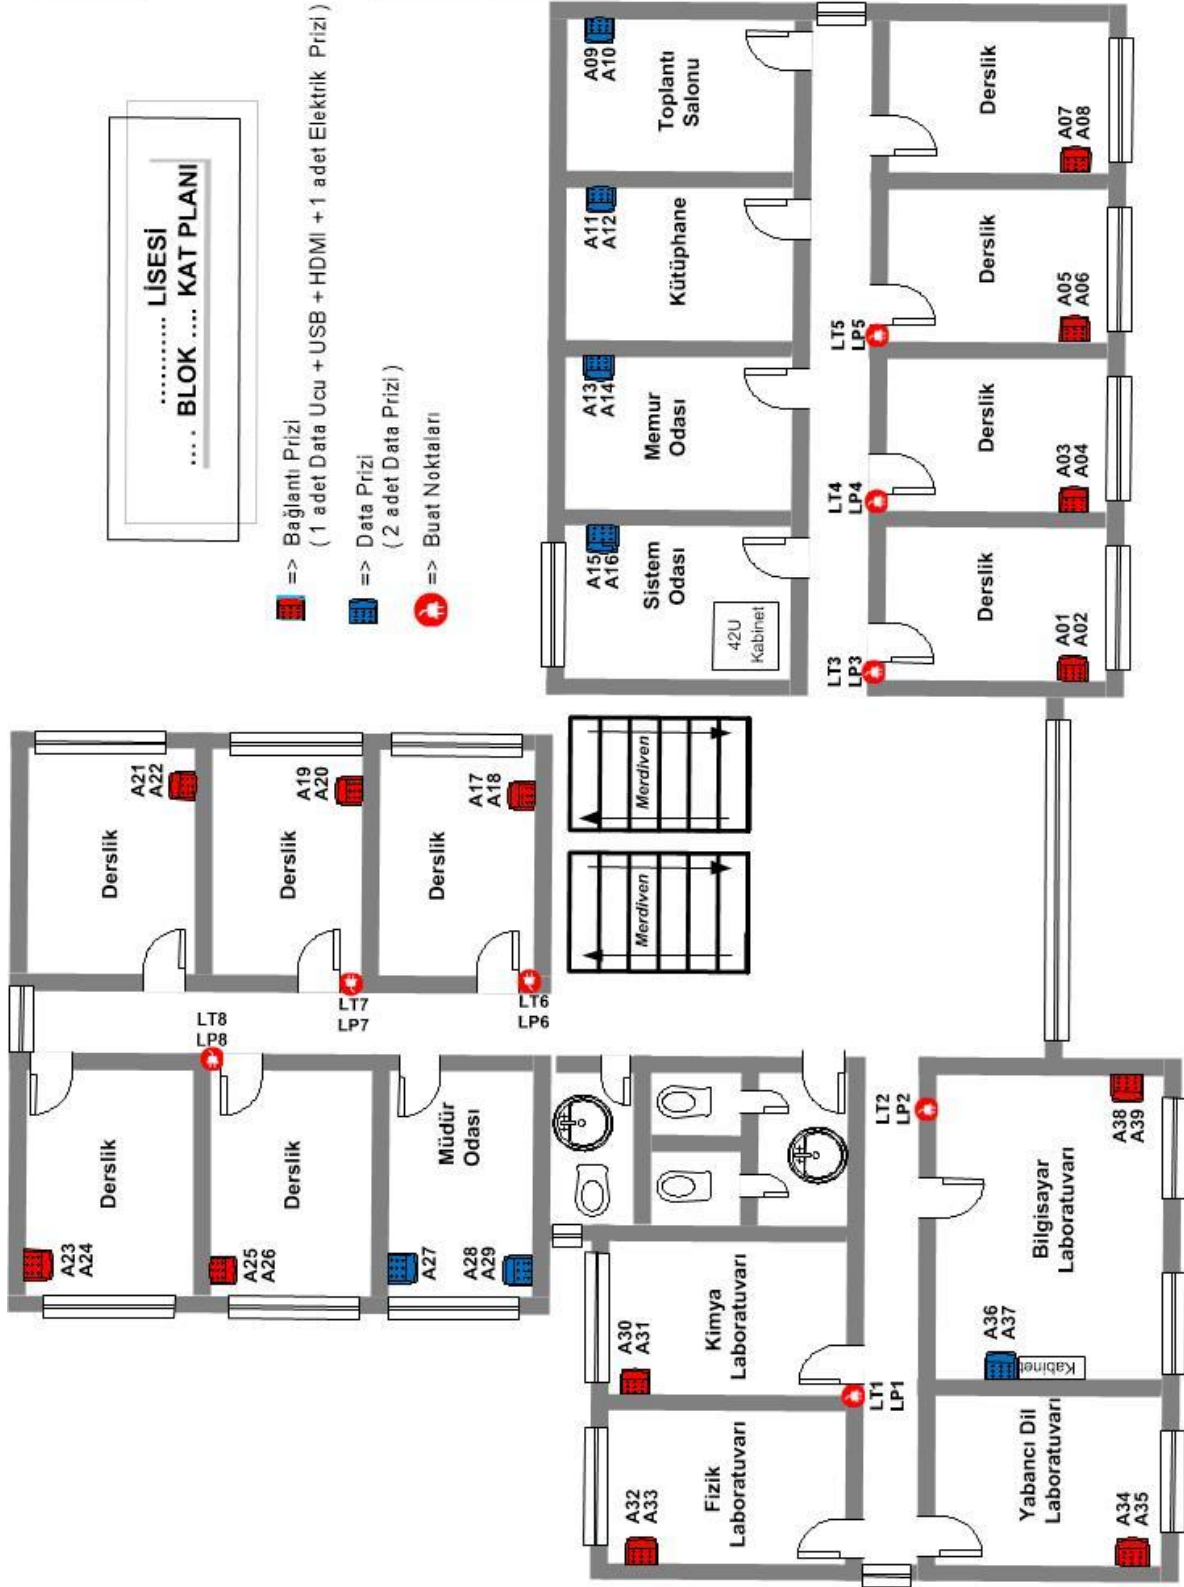 ............ LİSESİ
.... BLOK .... KAT PLANI
=> Bağlantı Prizi
( 1 adet Data Ucu + USB + HDMI + 1 adet Elektrik Prizi )
=> Data Prizi
( 2 adet Data Prizi )
=> Buat Noktaları
A09
A10
Toplantı
Salonu
A11
A12
Kütüphane
A13
A14
Memur
Odası
A15
A16
Sistem
Odası
42U
Kabinet
Derslik
A07
A08
LT5
LP5
Derslik
A05
A06
LT4
LP4
Derslik
A03
A04
LT3
LP3
Derslik
A01
A02
A21
A22
Derslik
A19
A20
Derslik
A17
A18
Derslik
Merdiven
Merdiven
LT8
LP8
LT7
LP7
LT6
LP6
Derslik
A23
A24
Derslik
A25
A26
Müdür
Odası
A27
A28
A29
A30
A31
Kimya
Laboratuvarı
A32
A33
Fizik
Laboratuvarı
LT1
LP1
LT2
LP2
A38
A39
Bilgisayar
Laboratuvarı
A36
A37
Kabinet
Yabancı Dil
Laboratuvarı
A34
A35